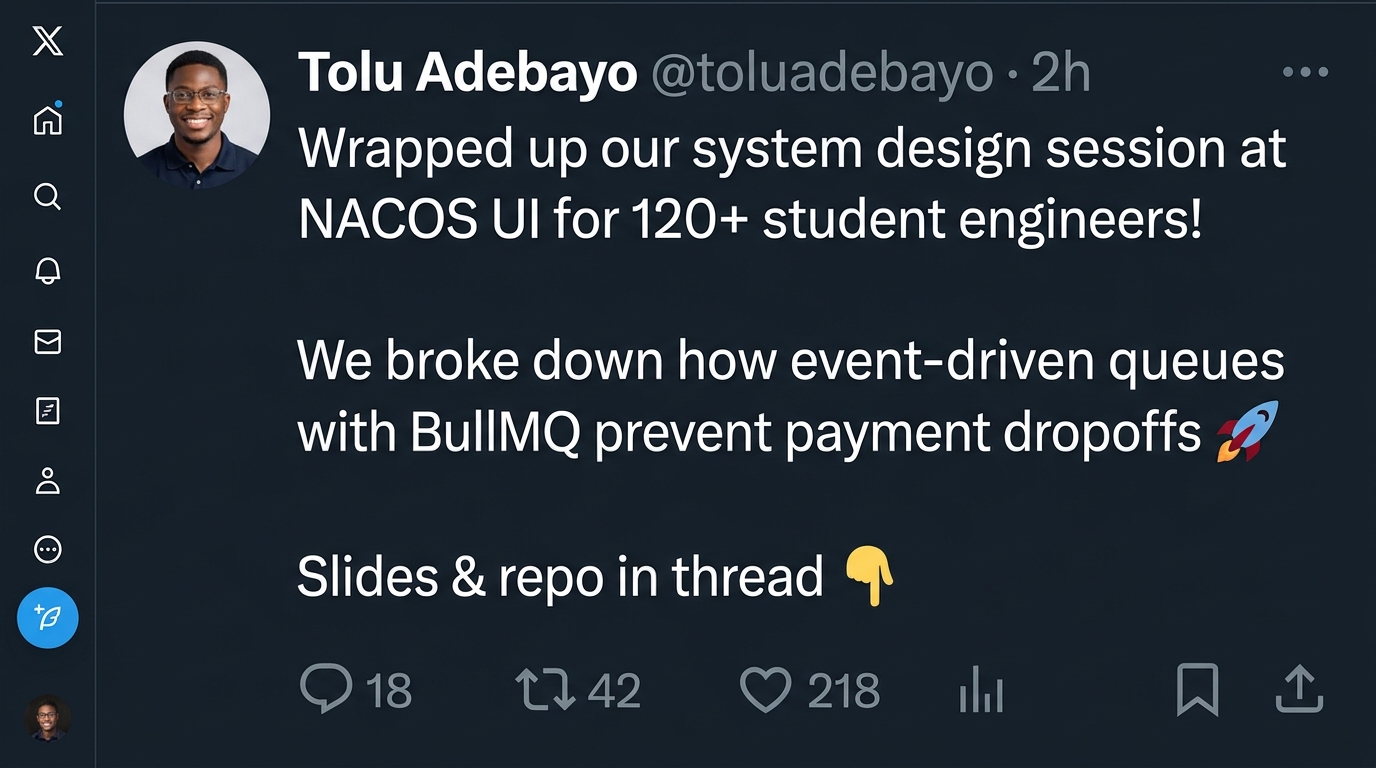 Tolu Adebayo @toluadebayo · 2h
Wrapped up our system design session at
NACOS UI for 120+ student engineers!
We broke down how event-driven queues
with BullMQ prevent payment dropoffs 🚀
Slides & repo in thread 👇
18 42 218